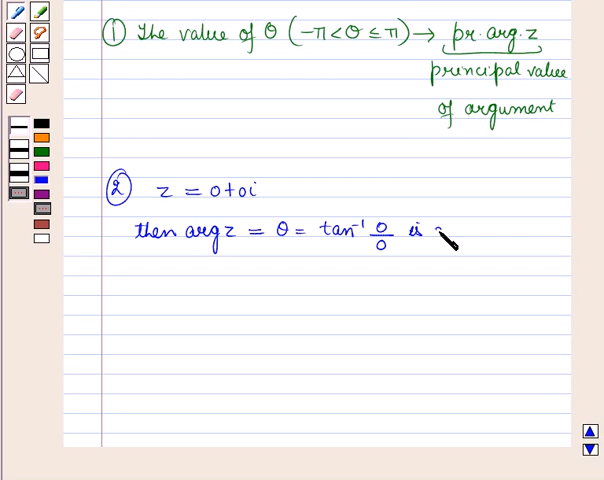 ① The value of θ (-π < θ ≤ π) → pr. arg. z
principal value
of argument
② z = 0+0i
then arg z = θ = tan⁻¹ 0/0 is